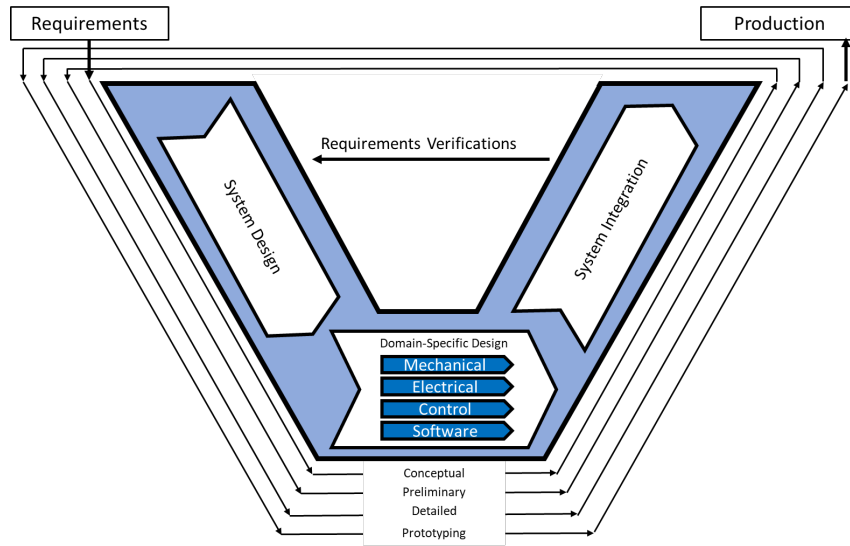 Requirements
Production
Requirements Verifications
System Design
System Integration
Domain-Specific Design
Mechanical
Electrical
Control
Software
Conceptual
Preliminary
Detailed
Prototyping